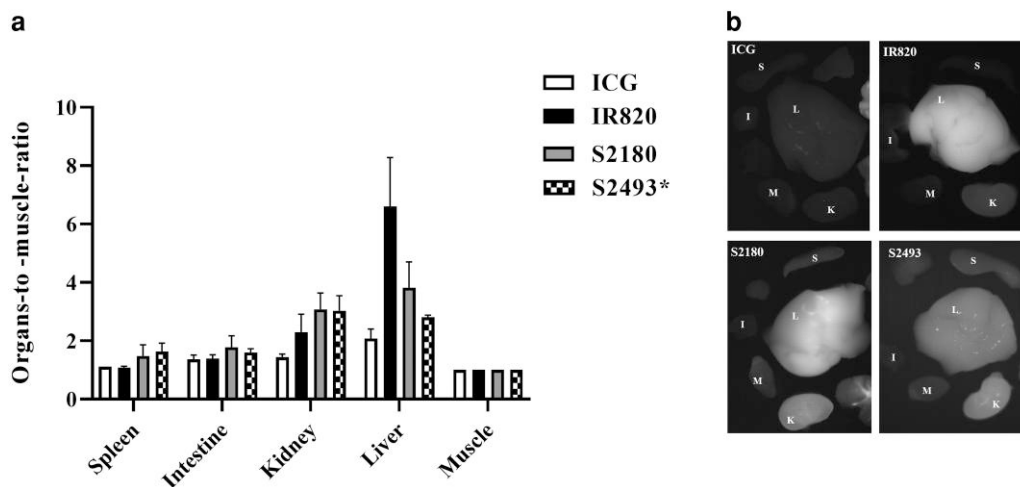 a
b
Organs-to -muscle-ratio
10
8
6
4
2
0
Spleen
Intestine
Kidney
Liver
Muscle
ICG
IR820
S2180
S2493*
ICG
S
L
I
M
K
IR820
S
L
I
M
K
S2180
S
L
I
M
K
S2493
S
L
I
M
K